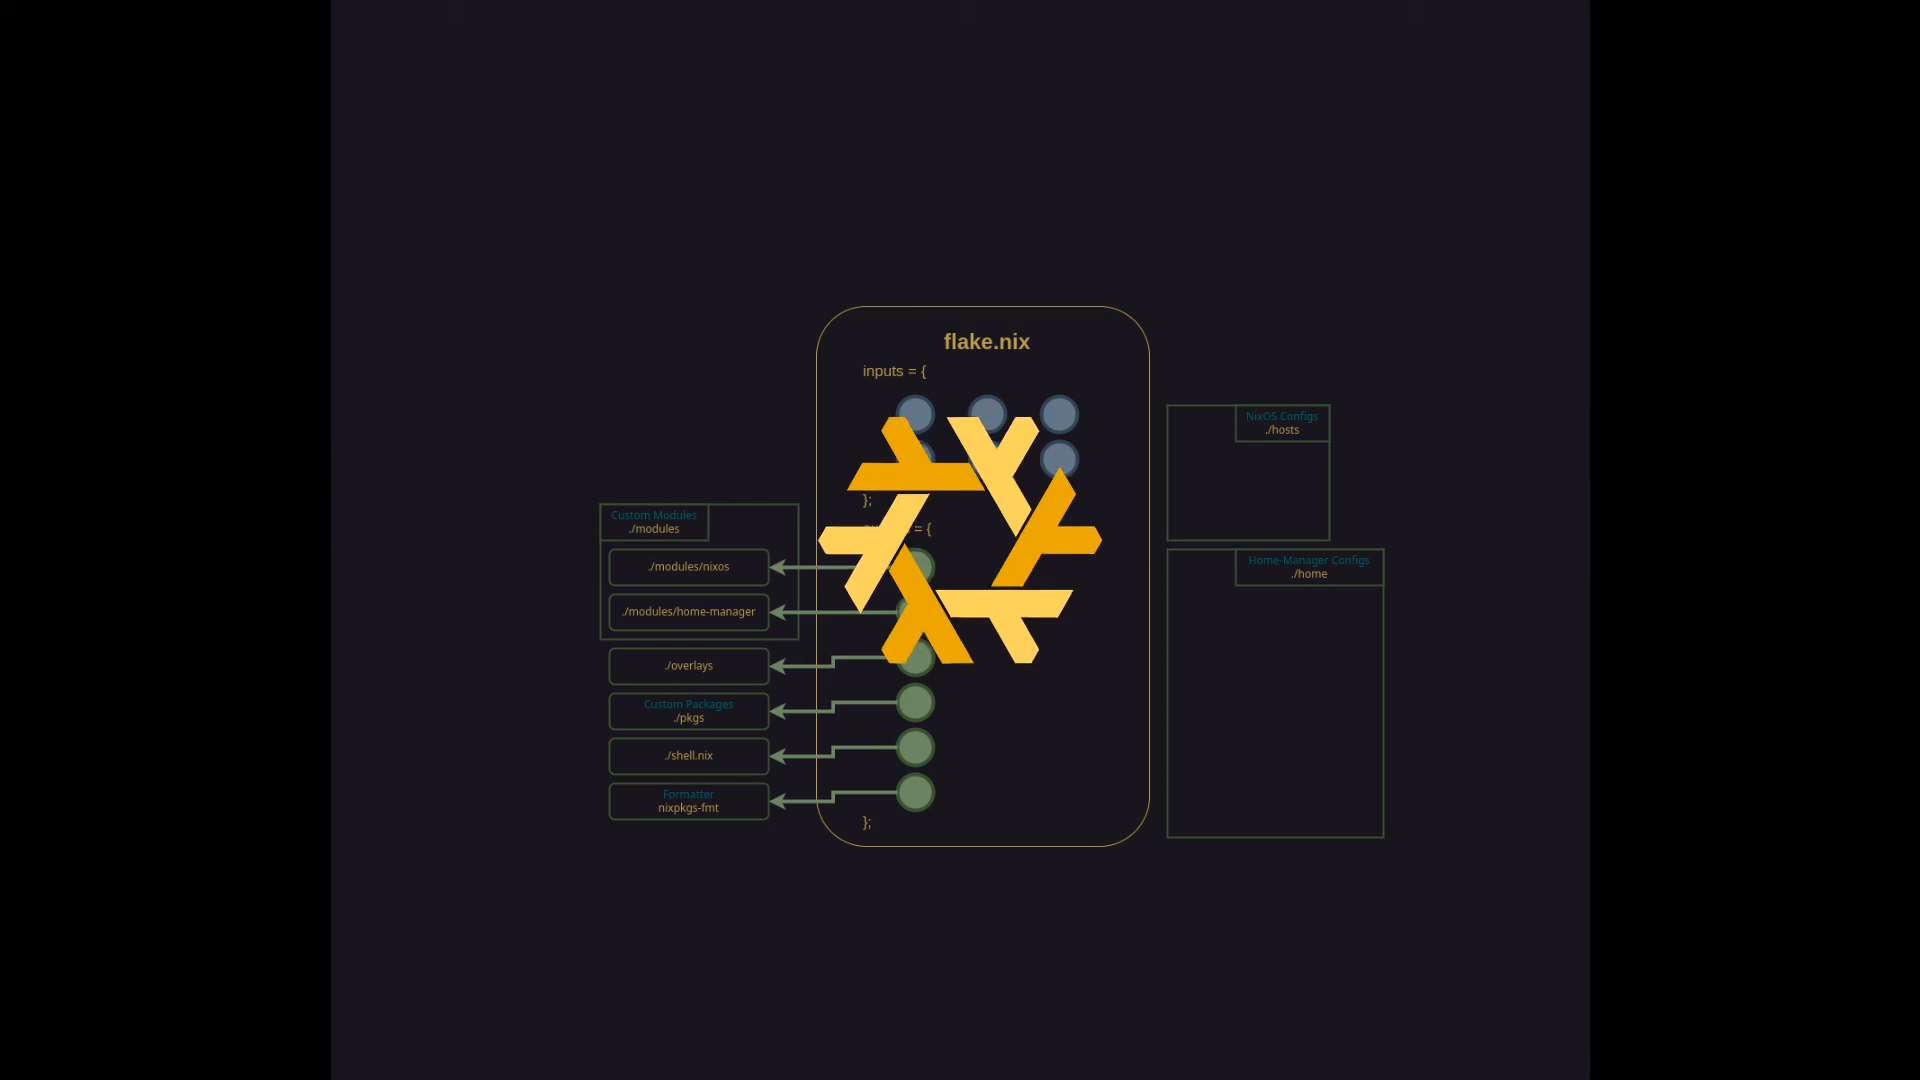 flake.nix
inputs = {
};
= {
};
Custom Modules
./modules
./modules/nixos
./modules/home-manager
./overlays
Custom Packages
./pkgs
./shell.nix
Formatter
nixpkgs-fmt
NixOS Configs
./hosts
Home-Manager Configs
./home